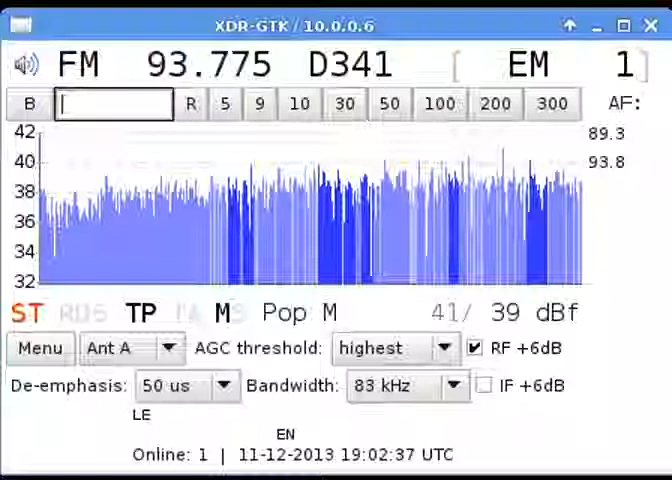 XDR-GTK / 10.0.0.6
FM 93.775 D341 [ EM 1]
B R 5 9 10 30 50 100 200 300 AF:
42
40
38
36
34
32
89.3
93.8
ST RDS TP TA MS Pop M 41/ 39 dBf
Menu Ant A AGC threshold: highest RF +6dB
De-emphasis: 50 us Bandwidth: 83 kHz IF +6dB
LE
EN
Online: 1 | 11-12-2013 19:02:37 UTC